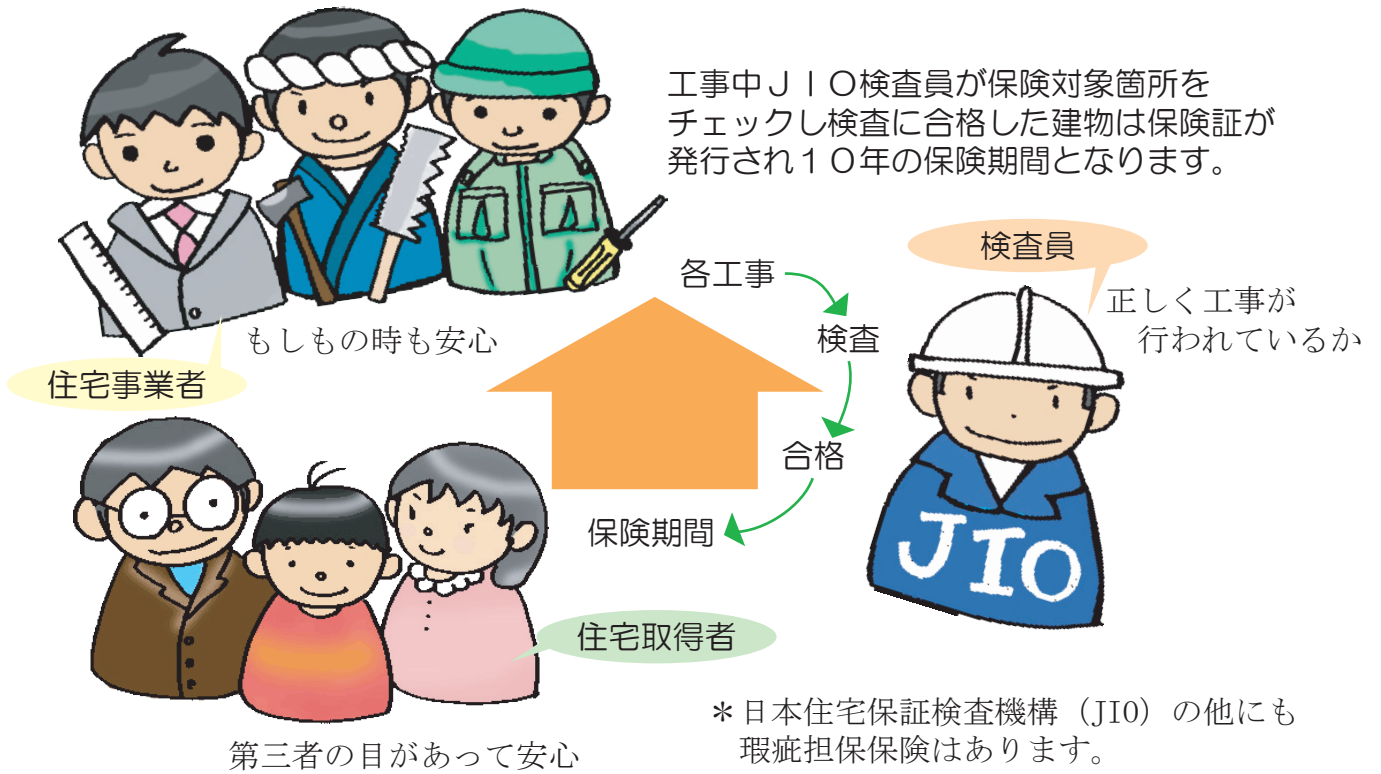 工事中JIO検査員が保険対象箇所を
チェックし検査に合格した建物は保険証が
発行され10年の保険期間となります。
検査員
正しく工事が
行われているか
各工事
検査
合格
保険期間
もしもの時も安心
住宅事業者
JIO
住宅取得者
第三者の目があって安心
*日本住宅保証検査機構(JIO)の他にも
瑕疵担保保険はあります。